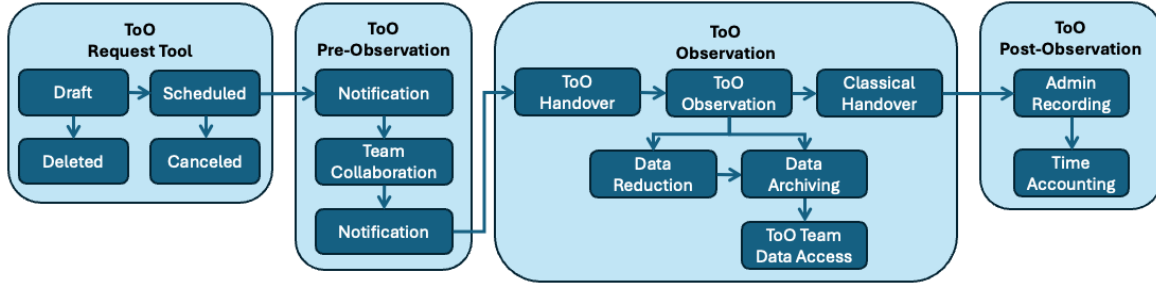 ToO
Request Tool
Draft
Scheduled
Deleted
Canceled
ToO
Pre-Observation
Notification
Team
Collaboration
Notification
ToO
Observation
ToO
Handover
ToO
Observation
Classical
Handover
Data
Reduction
Data
Archiving
ToO Team
Data Access
ToO
Post-Observation
Admin
Recording
Time
Accounting